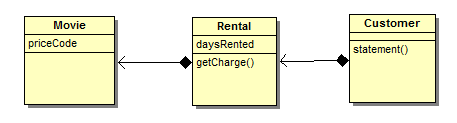 Movie
priceCode
Rental
daysRented
getCharge()
Customer
statement()